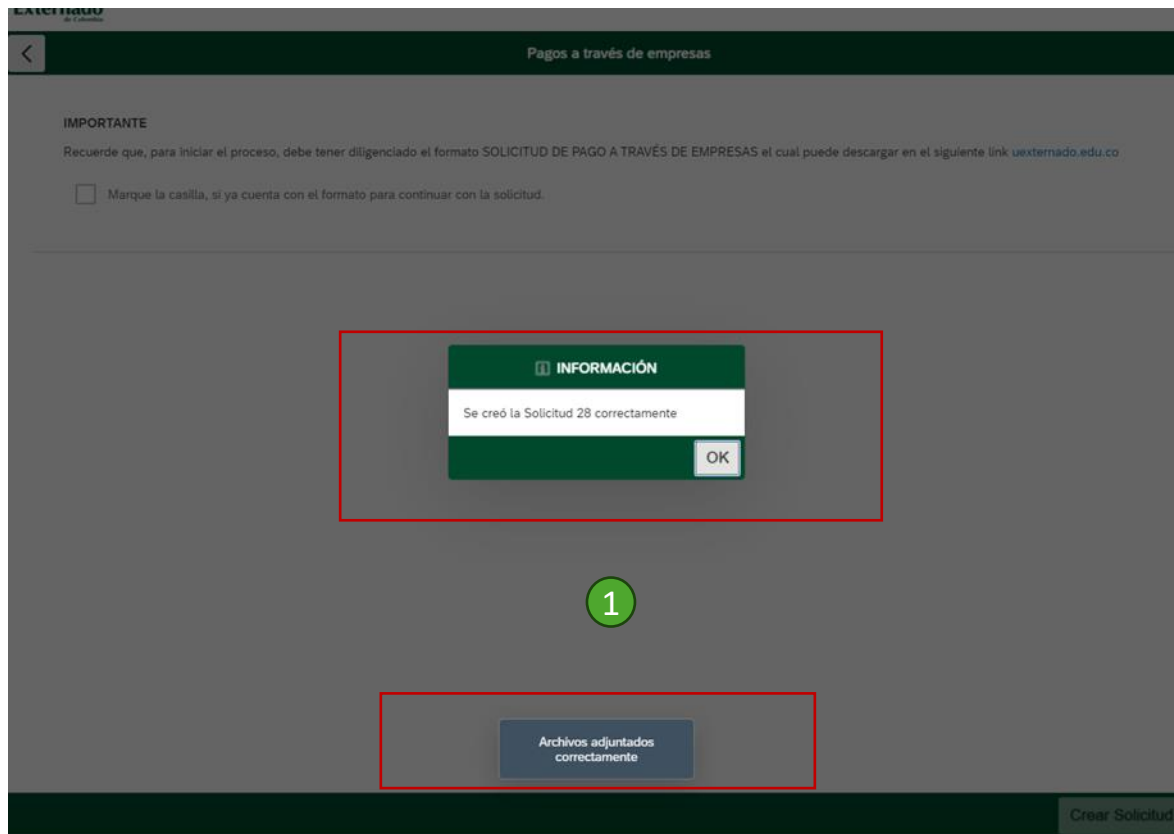 Externado
de Colombia
Pagos a través de empresas
IMPORTANTE
Recuerde que, para iniciar el proceso, debe tener diligenciado el formato SOLICITUD DE PAGO A TRAVÉS DE EMPRESAS el cual puede descargar en el siguiente link uexternado.edu.co
Marque la casilla, si ya cuenta con el formato para continuar con la solicitud.
INFORMACIÓN
Se creó la Solicitud 28 correctamente
OK
1
Archivos adjuntados
correctamente
Crear Solicitud